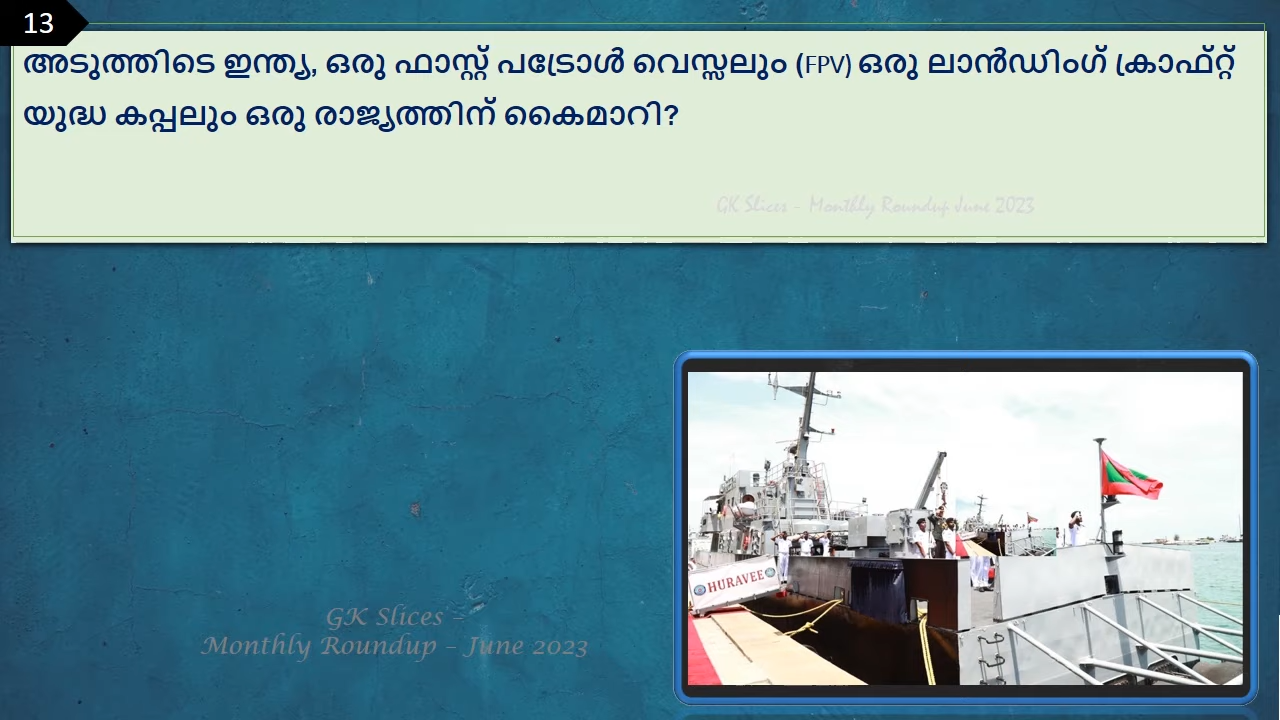 13
അടുത്തിടെ ഇന്ത്യ, ഒരു ഫാസ്റ്റ് പട്രോൾ വെസ്സലും (FPV) ഒരു ലാൻഡിംഗ് ക്രാഫ്റ്റ്
യുദ്ധ കപ്പലും ഒരു രാജ്യത്തിന് കൈമാറി?
GK Slices - Monthly Roundup June 2023
HURAVEE
GK Slices –
Monthly Roundup – June 2023